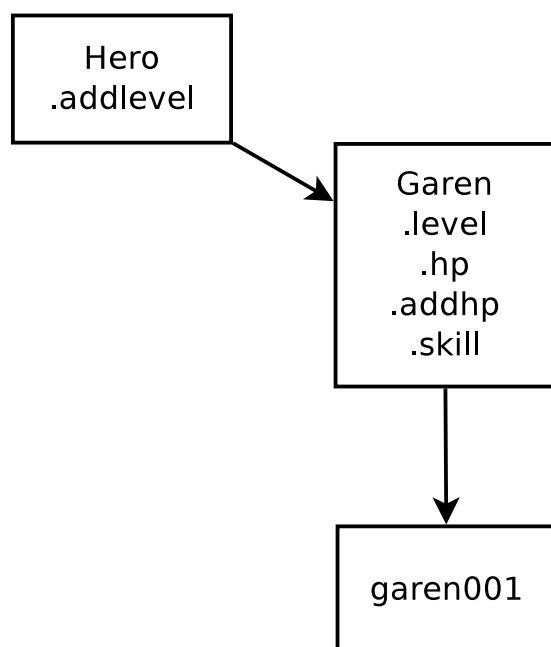 Hero
.addlevel
Garen
.level
.hp
.addhp
.skill
garen001